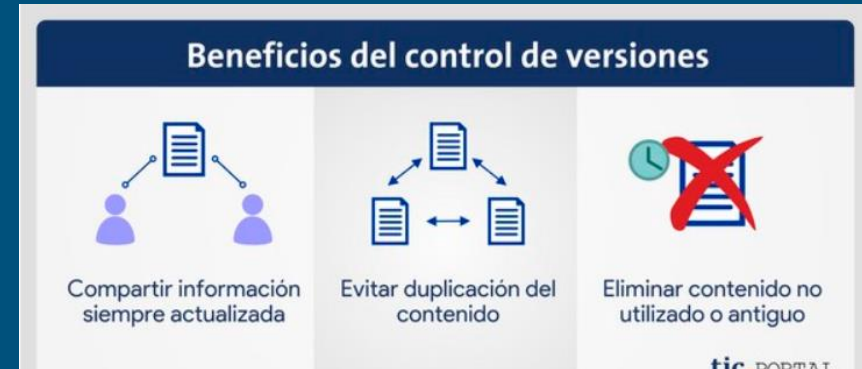 Beneficios del control de versiones
Compartir información
siempre actualizada
Evitar duplicación del
contenido
Eliminar contenido no
utilizado o antiguo
tic PORTAL